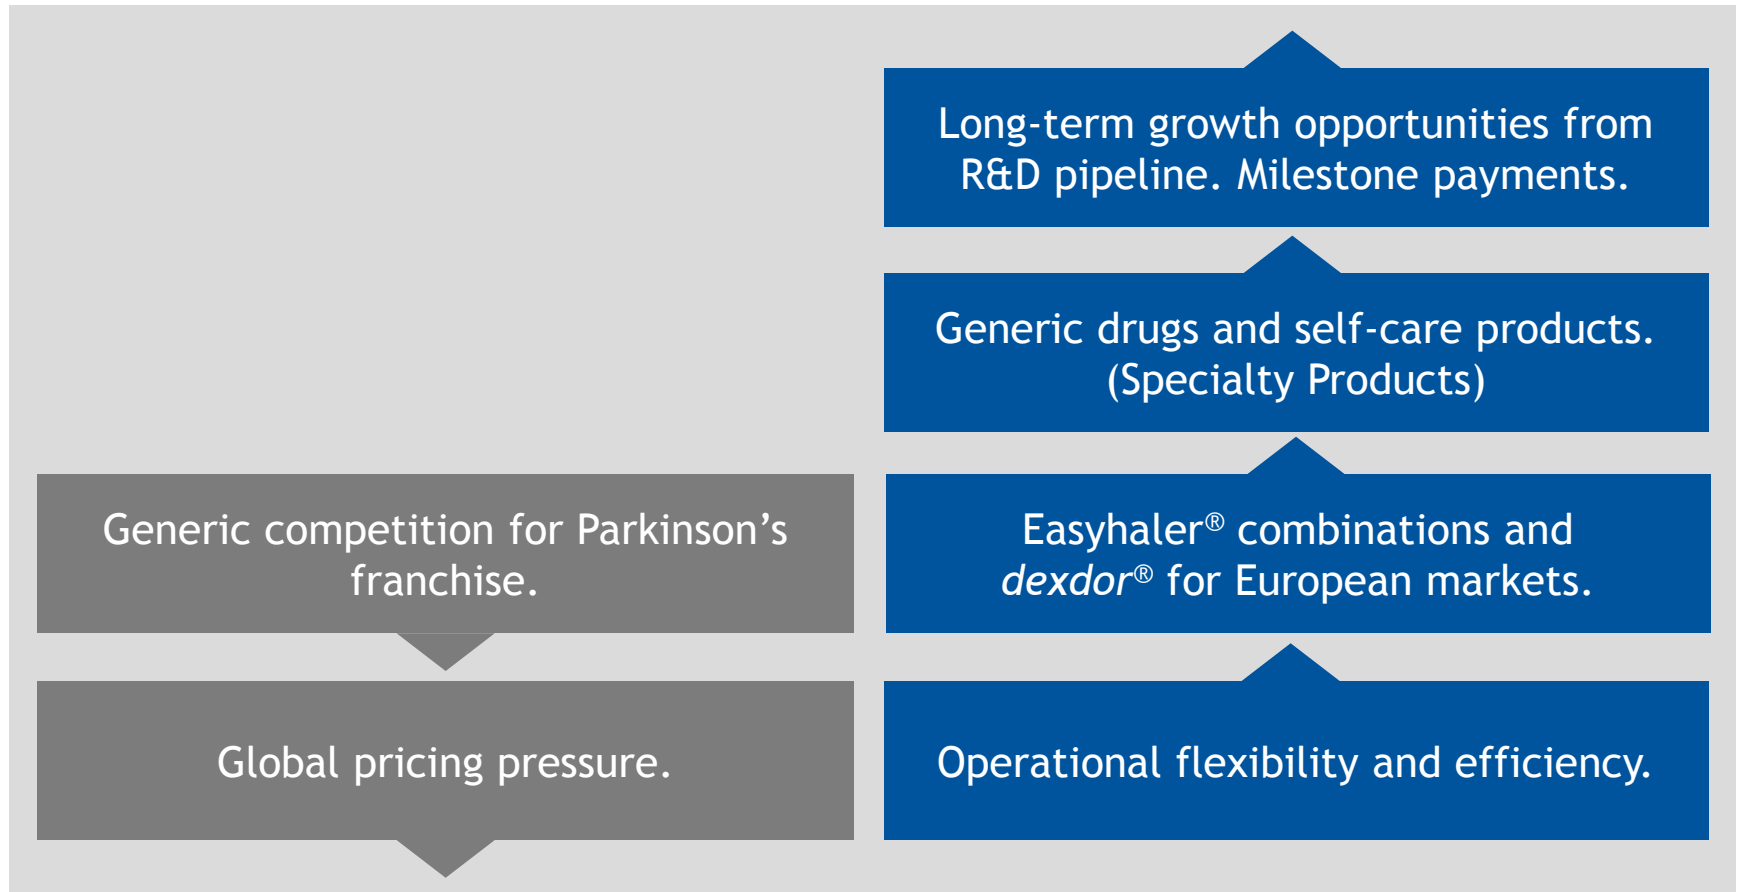 Long-term growth opportunities from
R&D pipeline. Milestone payments.
Generic drugs and self-care products.
(Specialty Products)
Generic competition for Parkinson’s
franchise.
Easyhaler® combinations and
dexdor® for European markets.
Global pricing pressure.
Operational flexibility and efficiency.